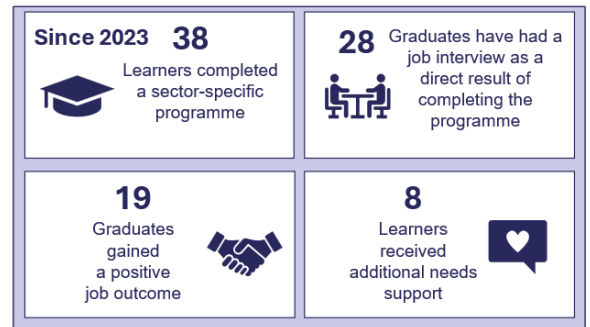 Since 2023 38
Learners completed
a sector-specific
programme
28
Graduates have had a
job interview as a
direct result of
completing the
programme
19
Graduates
gained
a positive
job outcome
8
Learners
received
additional needs
support